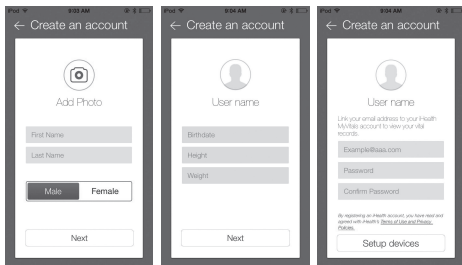 iPod 9:03 AM
← Create an account
Add Photo
First Name
Last Name
Male Female
Next
iPod 9:04 AM
← Create an account
User name
Birthdate
Height
Weight
Next
iPod 9:04 AM
← Create an account
User name
Link your email address to your iHealth
MyVitals account to view your vital
records.
Example@aaa.com
Password
Confirm Password
By registering an iHealth account, you have read and
agreed with iHealth's Terms of Use and Privacy
Policies.
Setup devices